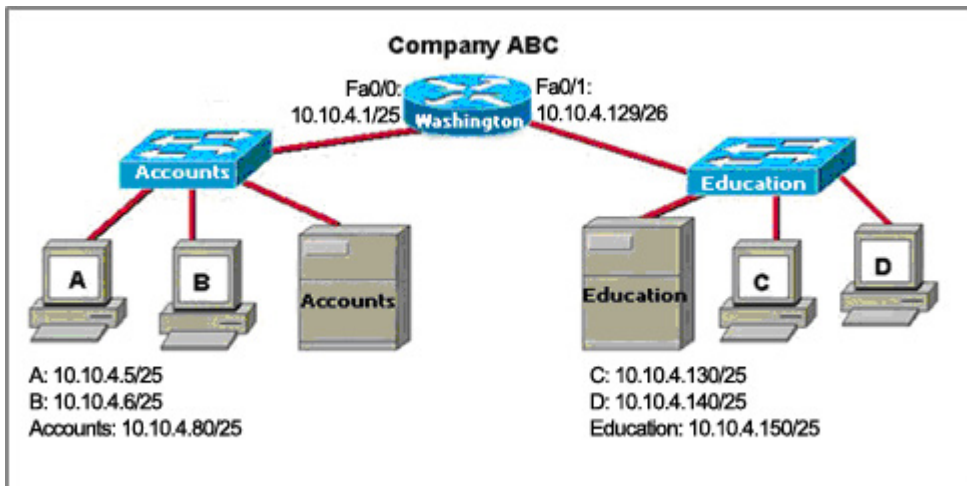 Company ABC
Fa0/0:
10.10.4.1/25
Fa0/1:
10.10.4.129/26
Washington
Accounts
Education
A
B
Accounts
Education
C
D
A: 10.10.4.5/25
B: 10.10.4.6/25
Accounts: 10.10.4.80/25
C: 10.10.4.130/25
D: 10.10.4.140/25
Education: 10.10.4.150/25